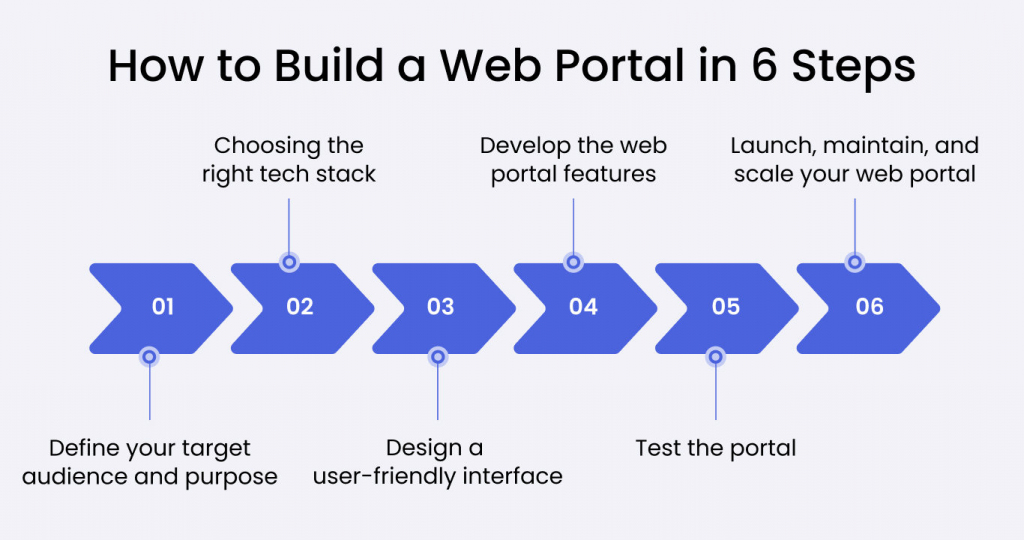 How to Build a Web Portal in 6 Steps
Choosing the
right tech stack
Develop the web
portal features
Launch, maintain, and
scale your web portal
01
02
03
04
05
06
Define your target
audience and purpose
Design a
user-friendly interface
Test the portal